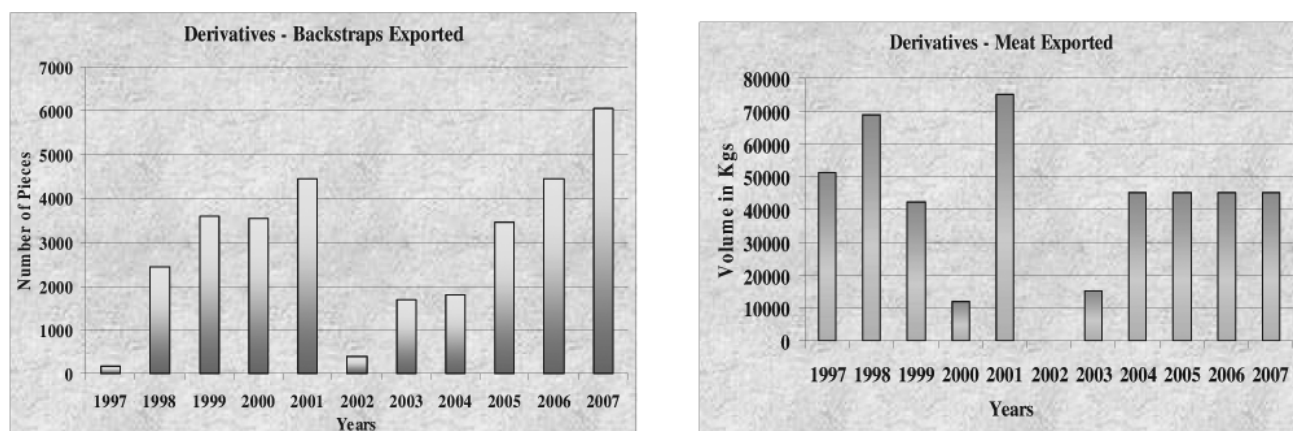 Derivatives - Backstraps Exported
Number of Pieces
7000
6000
5000
4000
3000
2000
1000
0
1997 1998 1999 2000 2001 2002 2003 2004 2005 2006 2007
Years
Derivatives - Meat Exported
Volume in Kgs
80000
70000
60000
50000
40000
30000
20000
10000
0
1997 1998 1999 2000 2001 2002 2003 2004 2005 2006 2007
Years